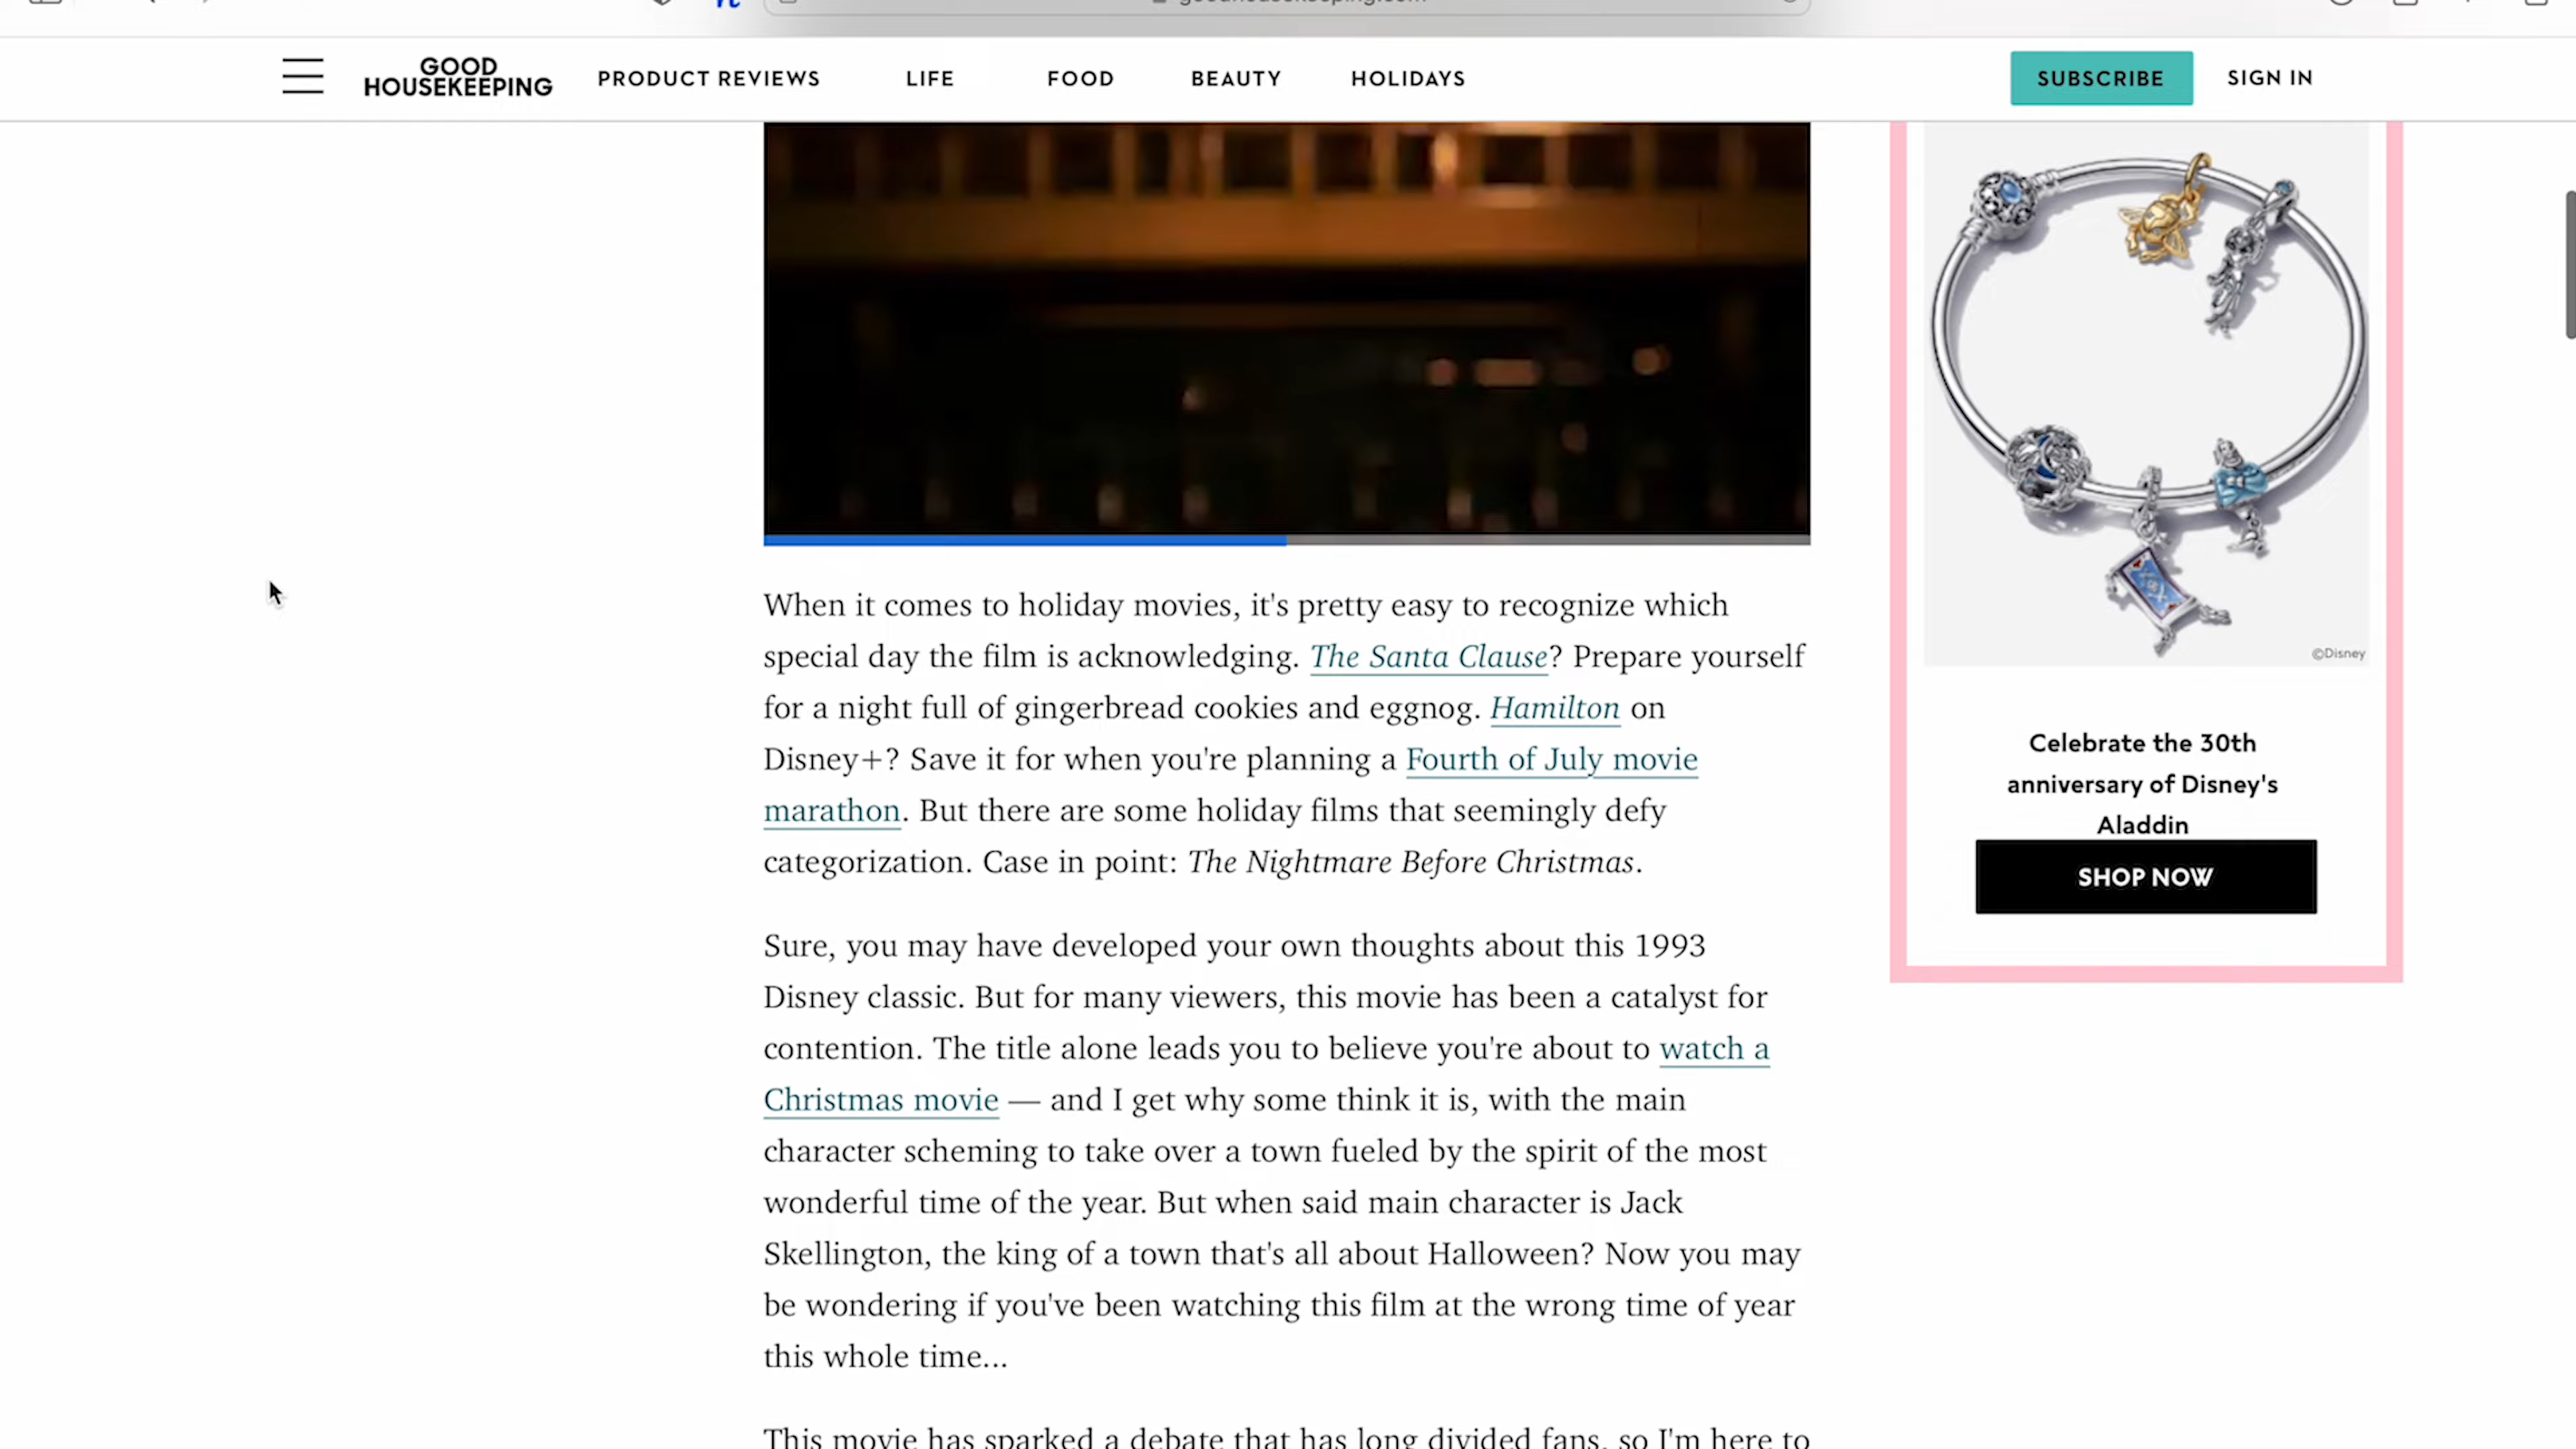 GOOD
HOUSEKEEPING
PRODUCT REVIEWS
LIFE
FOOD
BEAUTY
HOLIDAYS
SUBSCRIBE
SIGN IN
When it comes to holiday movies, it's pretty easy to recognize which
special day the film is acknowledging. The Santa Clause? Prepare yourself
for a night full of gingerbread cookies and eggnog. Hamilton on
Disney+? Save it for when you're planning a Fourth of July movie
marathon. But there are some holiday films that seemingly defy
categorization. Case in point: The Nightmare Before Christmas.
Sure, you may have developed your own thoughts about this 1993
Disney classic. But for many viewers, this movie has been a catalyst for
contention. The title alone leads you to believe you're about to watch a
Christmas movie — and I get why some think it is, with the main
character scheming to take over a town fueled by the spirit of the most
wonderful time of the year. But when said main character is Jack
Skellington, the king of a town that's all about Halloween? Now you may
be wondering if you've been watching this film at the wrong time of year
this whole time...
This movie has sparked a debate that has long divided fans, so I'm here to
©Disney
Celebrate the 30th
anniversary of Disney's
Aladdin
SHOP NOW